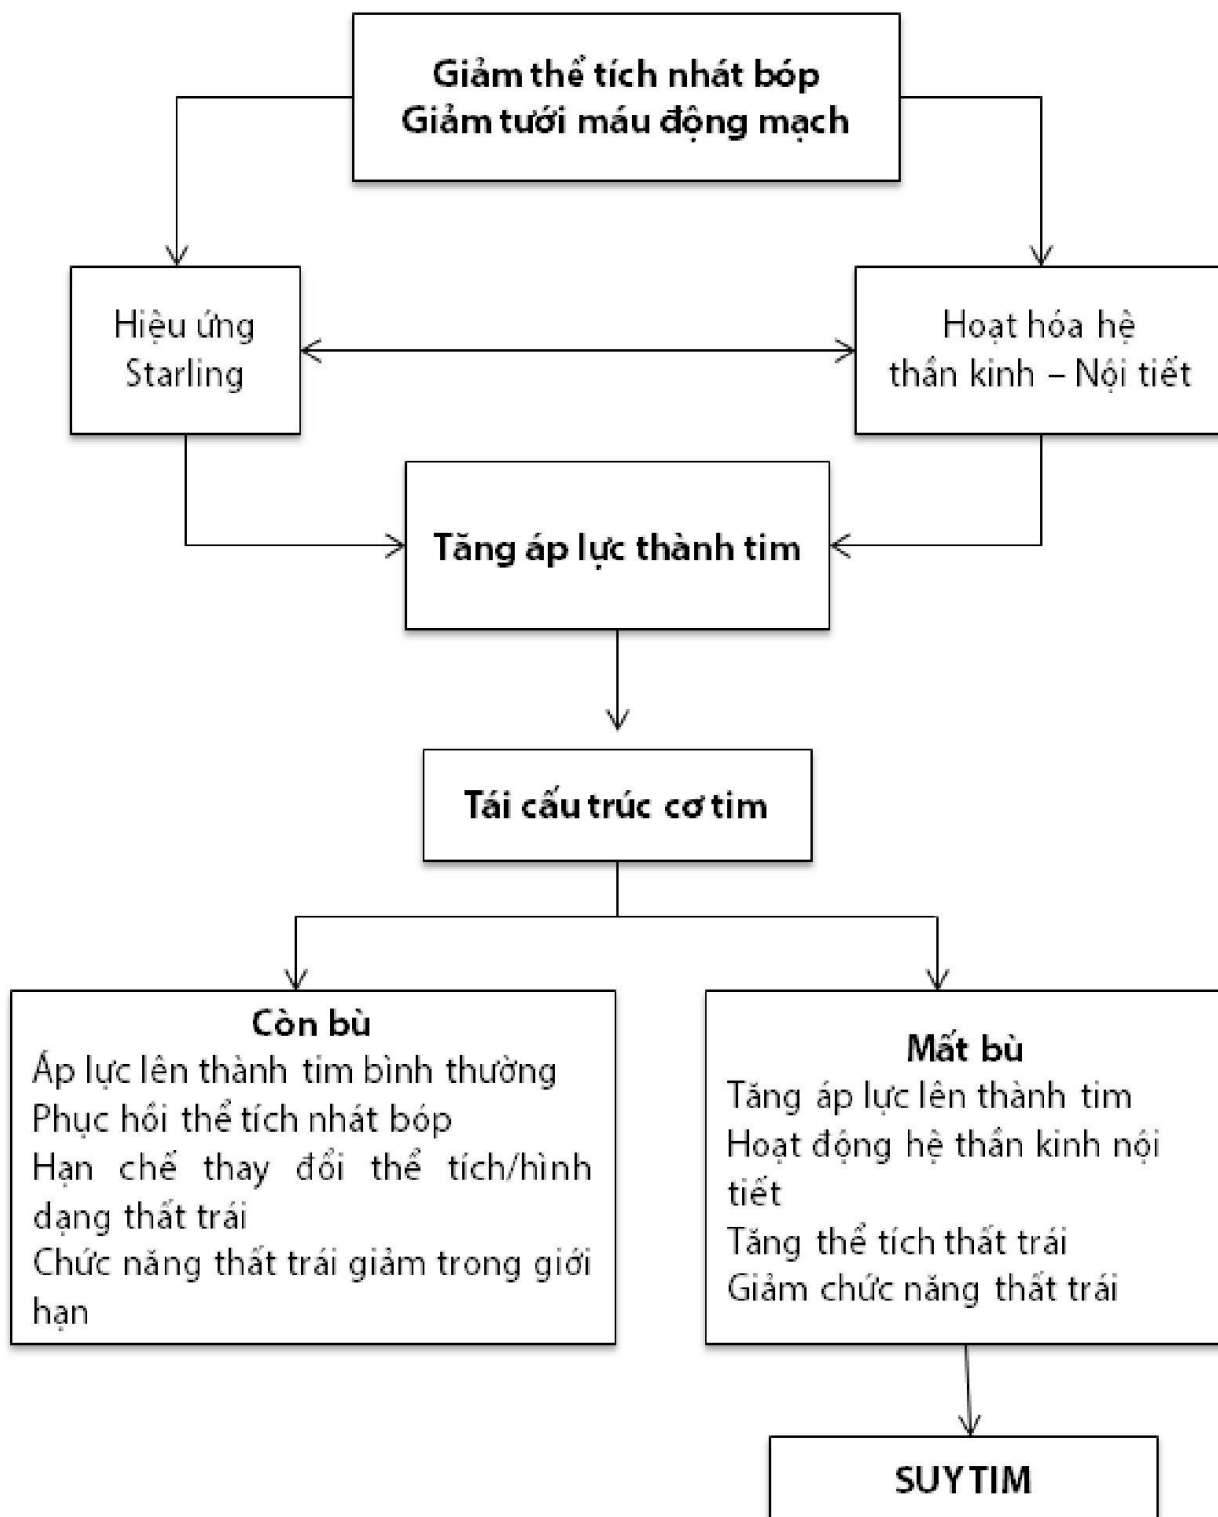 Giảm thể tích nhát bóp
Giảm tưới máu động mạch
Hiệu ứng
Starling
Hoạt hóa hệ
thần kinh – Nội tiết
Tăng áp lực thành tim
Tái cấu trúc cơ tim
Còn bù
Áp lực lên thành tim bình thường
Phục hồi thể tích nhát bóp
Hạn chế thay đổi thể tích/hình
dạng thất trái
Chức năng thất trái giảm trong giới
hạn
Mất bù
Tăng áp lực lên thành tim
Hoạt động hệ thần kinh nội
tiết
Tăng thể tích thất trái
Giảm chức năng thất trái
SUY TIM